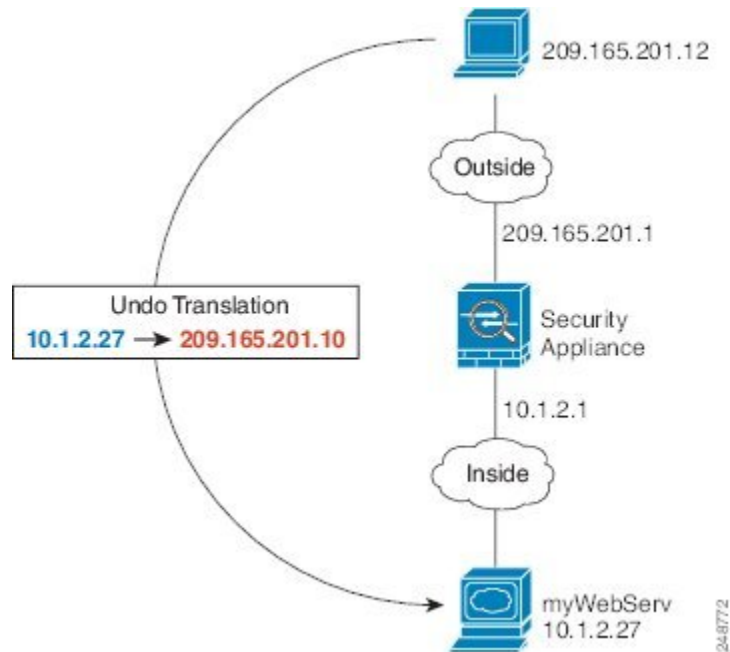 209.165.201.12
Outside
209.165.201.1
Undo Translation
10.1.2.27 → 209.165.201.10
Security
Appliance
10.1.2.1
Inside
myWebServ
10.1.2.27
248772